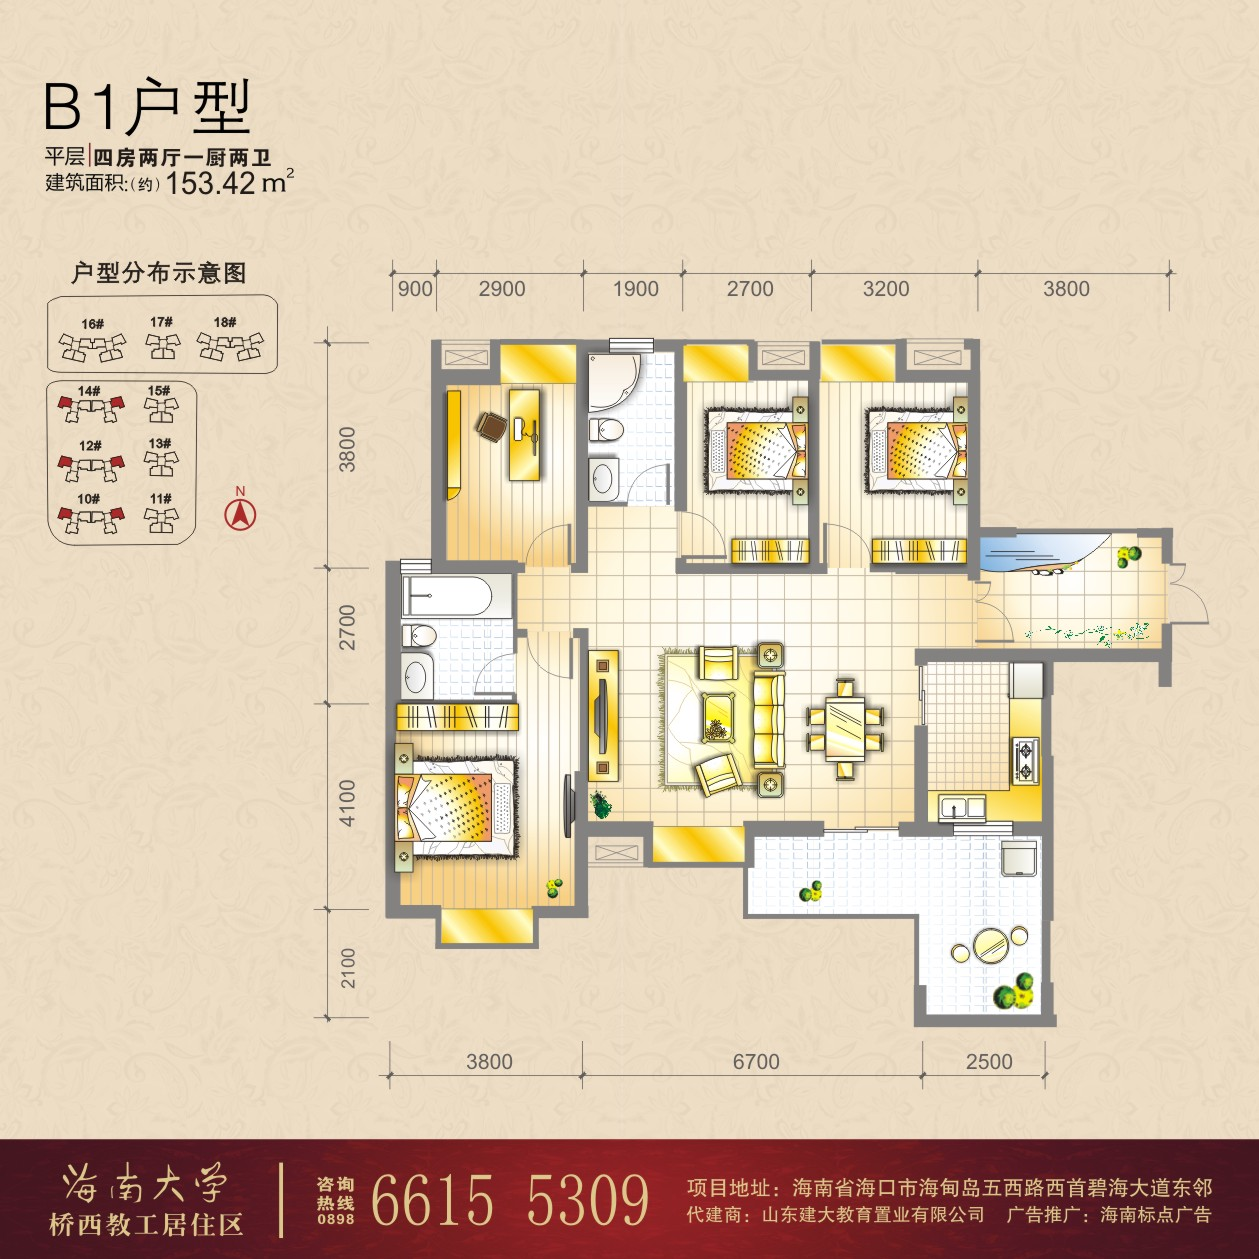 B1户型
平层|四房两厅一厨两卫
建筑面积:(约)153.42m²
户型分布示意图
16# 17# 18#
14# 15#
12# 13#
10# 11#
N
900 2900 1900 2700 3200 3800
3800
2700
4100
2100
3800 6700 2500
海南大学
桥西教工居住区
咨询
热线
0898
6615 5309
项目地址：海南省海口市海甸岛五西路西首碧海大道东邻
代建商：山东建大教育置业有限公司 广告推广：海南标点广告